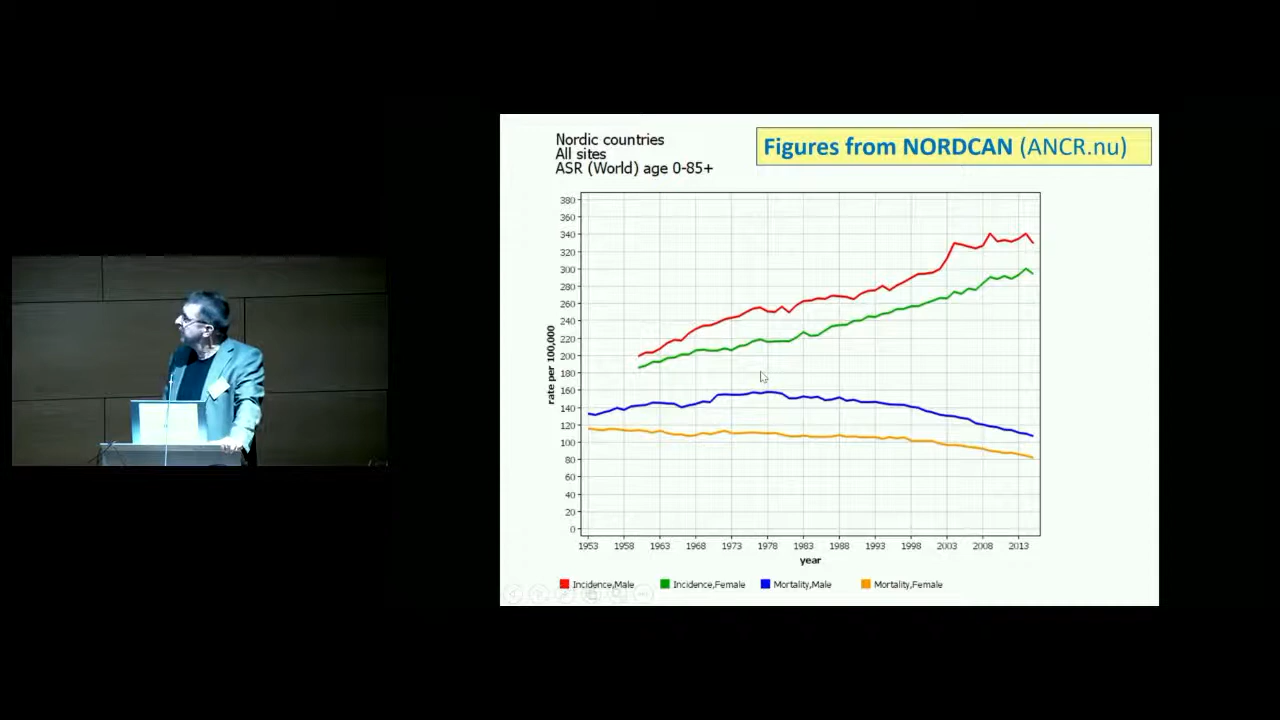 Nordic countries
All sites
ASR (World) age 0-85+
Figures from NORDCAN (ANCR.nu)
380
360
340
320
300
280
260
240
220
200
180
160
140
120
100
80
60
40
20
0
rate per 100,000
1953 1958 1963 1968 1973 1978 1983 1988 1993 1998 2003 2008 2013
year
Incidence,Male Incidence,Female Mortality,Male Mortality,Female